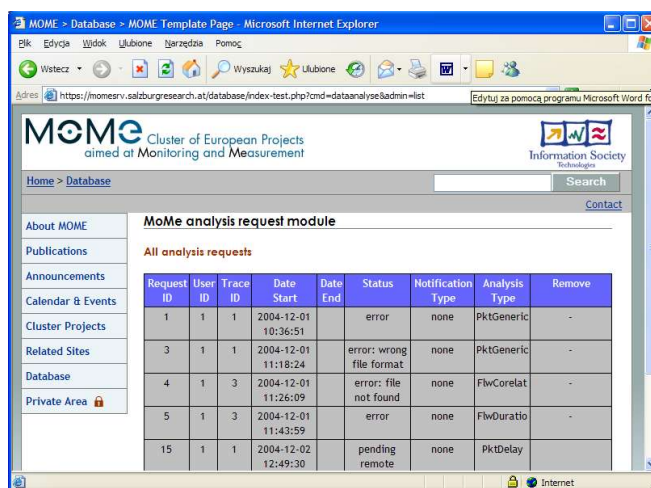 MOME > Database > MOME Template Page - Microsoft Internet Explorer
Plik Edycja Widok Ulubione Narzędzia Pomoc
Wstecz Wyszukaj Ulubione
Adres https://momesrv.salzburgresearch.at/database/index-test.php?cmd=dataanalyse&admin=list
Edytuj za pomocą programu Microsoft Word fo
MOME Cluster of European Projects
aimed at Monitoring and Measurement
Information Society
Technologies
Home > Database
Search
Contact
About MOME
Publications
Announcements
Calendar & Events
Cluster Projects
Related Sites
Database
Private Area
MoMe analysis request module
All analysis requests
Request ID User ID Trace ID Date Start Date End Status Notification Type Analysis Type Remove
1 1 1 2004-12-01 10:36:51 error none PktGeneric -
3 1 1 2004-12-01 11:18:24 error: wrong file format none PktGeneric -
4 1 3 2004-12-01 11:26:09 error: file not found none FlwCorelat -
5 1 3 2004-12-01 11:43:59 error none FlwDuratio -
15 1 1 2004-12-02 12:49:30 pending remote none PktDelay
Internet